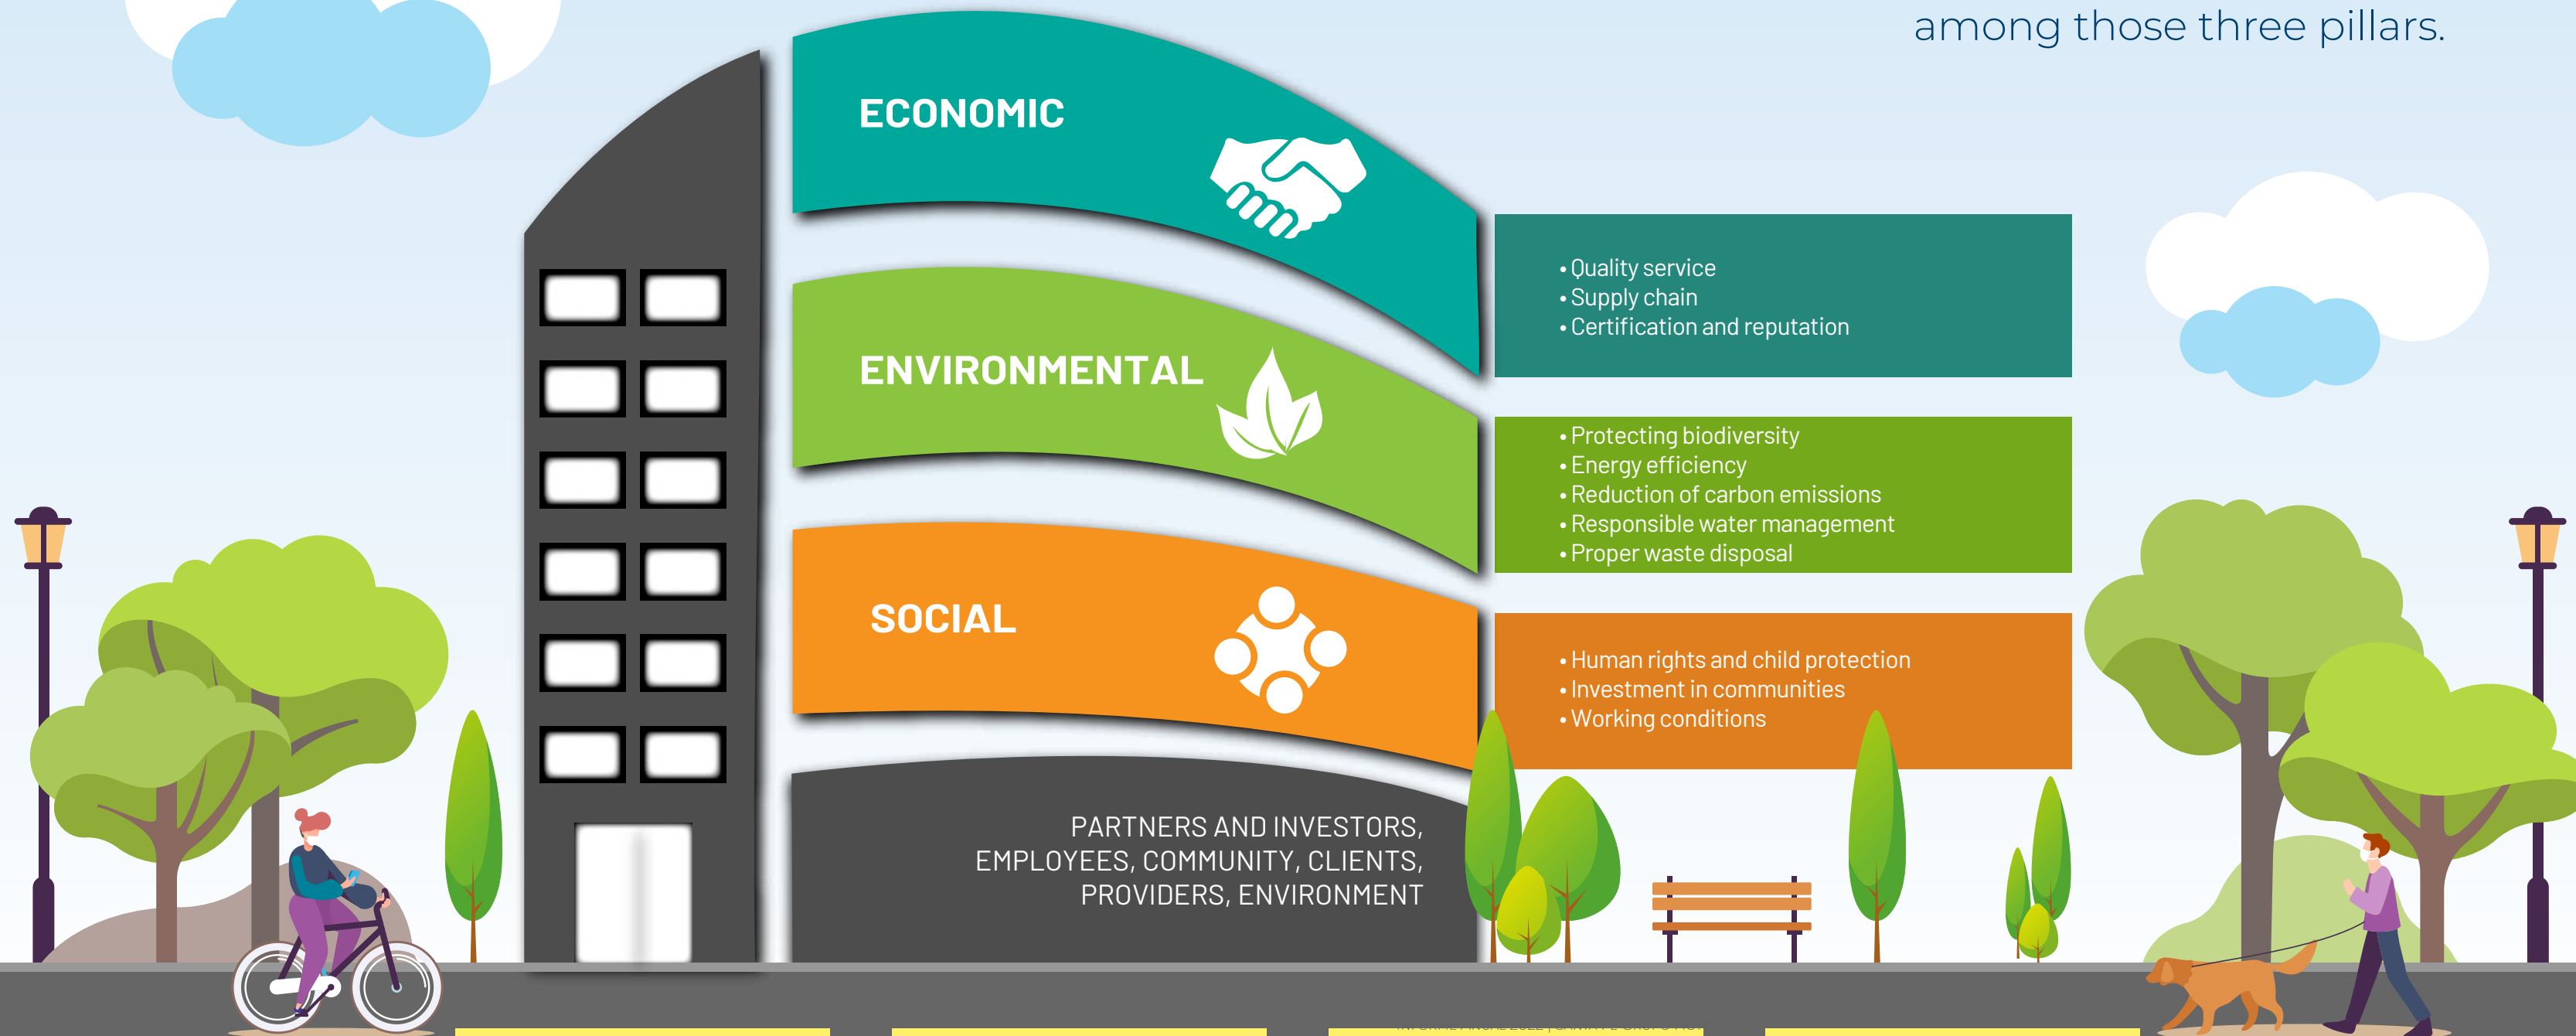 among those three pillars.
ECONOMIC
• Quality service
• Supply chain
• Certification and reputation
ENVIRONMENTAL
• Protecting biodiversity
• Energy efficiency
• Reduction of carbon emissions
• Responsible water management
• Proper waste disposal
SOCIAL
• Human rights and child protection
• Investment in communities
• Working conditions
PARTNERS AND INVESTORS,
EMPLOYEES, COMMUNITY, CLIENTS,
PROVIDERS, ENVIRONMENT